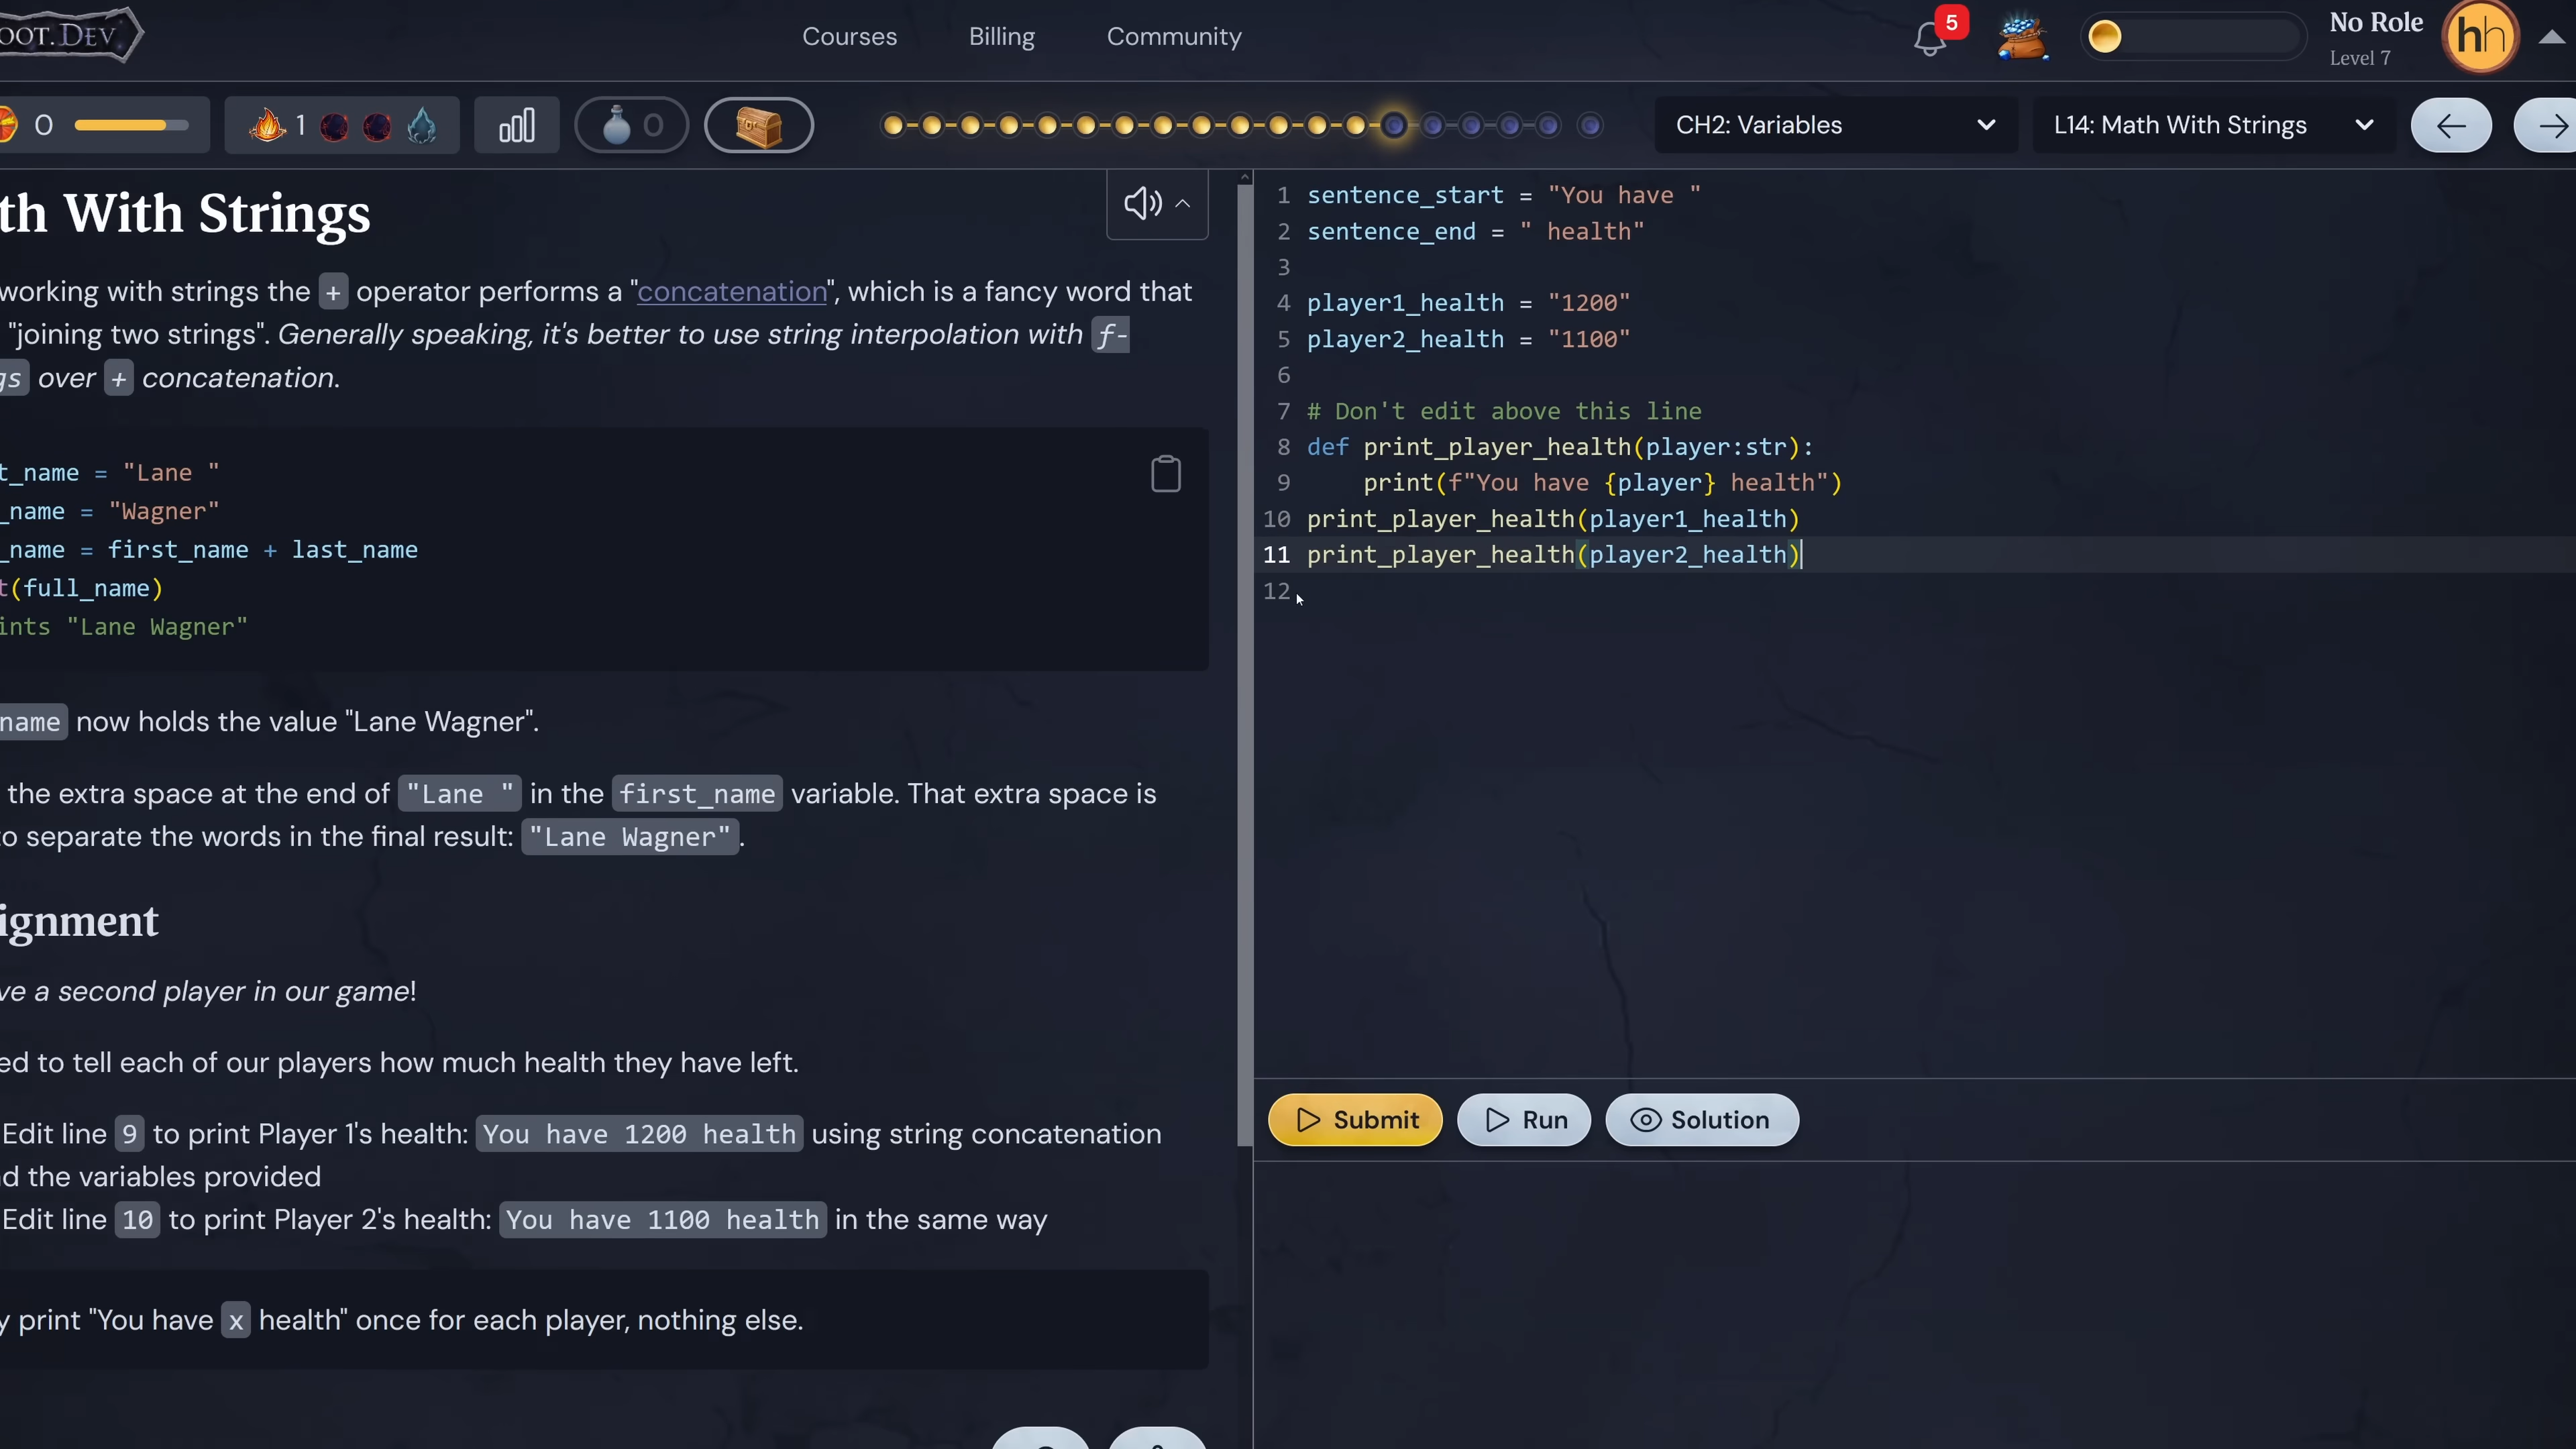 OOT.DEV
Courses
Billing
Community
5
No Role
Level 7
hh
0
1
0
CH2: Variables
L14: Math With Strings
th With Strings
working with strings the + operator performs a "concatenation", which is a fancy word that
"joining two strings". Generally speaking, it's better to use string interpolation with f-
gs over + concatenation.
t_name = "Lane "
_name = "Wagner"
_name = first_name + last_name
t(full_name)
ints "Lane Wagner"
name now holds the value "Lane Wagner".
the extra space at the end of "Lane " in the first_name variable. That extra space is
o separate the words in the final result: "Lane Wagner".
ignment
ve a second player in our game!
ed to tell each of our players how much health they have left.
Edit line 9 to print Player 1's health: You have 1200 health using string concatenation
d the variables provided
Edit line 10 to print Player 2's health: You have 1100 health in the same way
y print "You have x health" once for each player, nothing else.
1 sentence_start = "You have "
2 sentence_end = " health"
3
4 player1_health = "1200"
5 player2_health = "1100"
6
7 # Don't edit above this line
8 def print_player_health(player:str):
9     print(f"You have {player} health")
10 print_player_health(player1_health)
11 print_player_health(player2_health)
12
Submit
Run
Solution